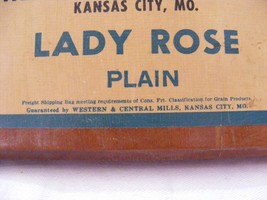 KANSAS CITY, MO.
LADY ROSE
PLAIN
Freight Shipping Bag meeting requirements of Cons. Frt. Classification for Grain Products
Guaranteed by WESTERN & CENTRAL MILLS, KANSAS CITY, MO.